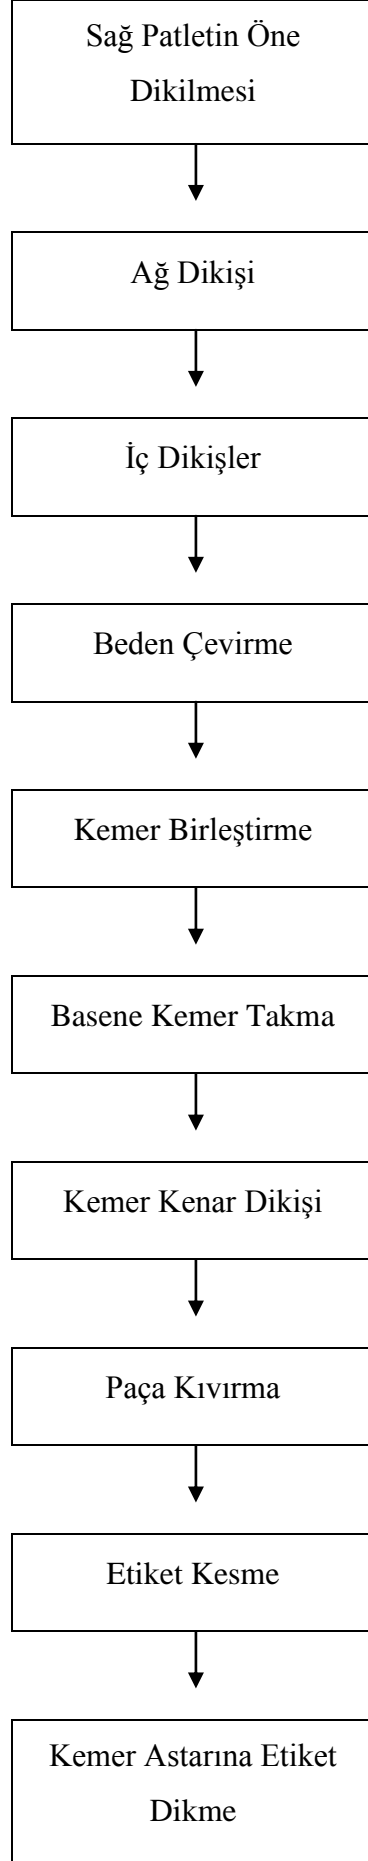 Sağ Patletin Öne
Dikilmesi
Ağ Dikişi
İç Dikişler
Beden Çevirme
Kemer Birleştirme
Basene Kemer Takma
Kemer Kenar Dikişi
Paça Kıvırma
Etiket Kesme
Kemer Astarına Etiket
Dikme